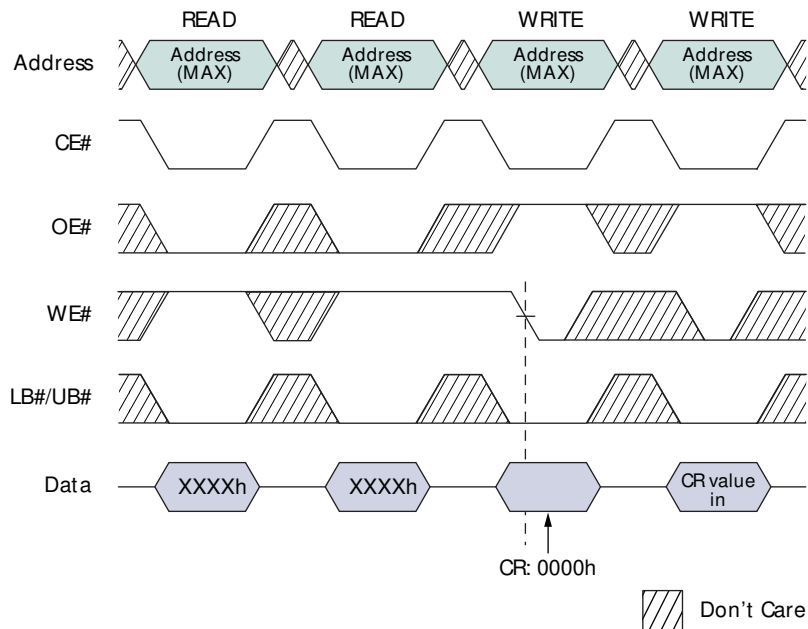 READ READ WRITE WRITE
Address Address (MAX) Address (MAX) Address (MAX) Address (MAX)
CE#
OE#
WE#
LB#/UB#
Data XXXXh XXXXh CR value in
CR: 0000h
Don't Care